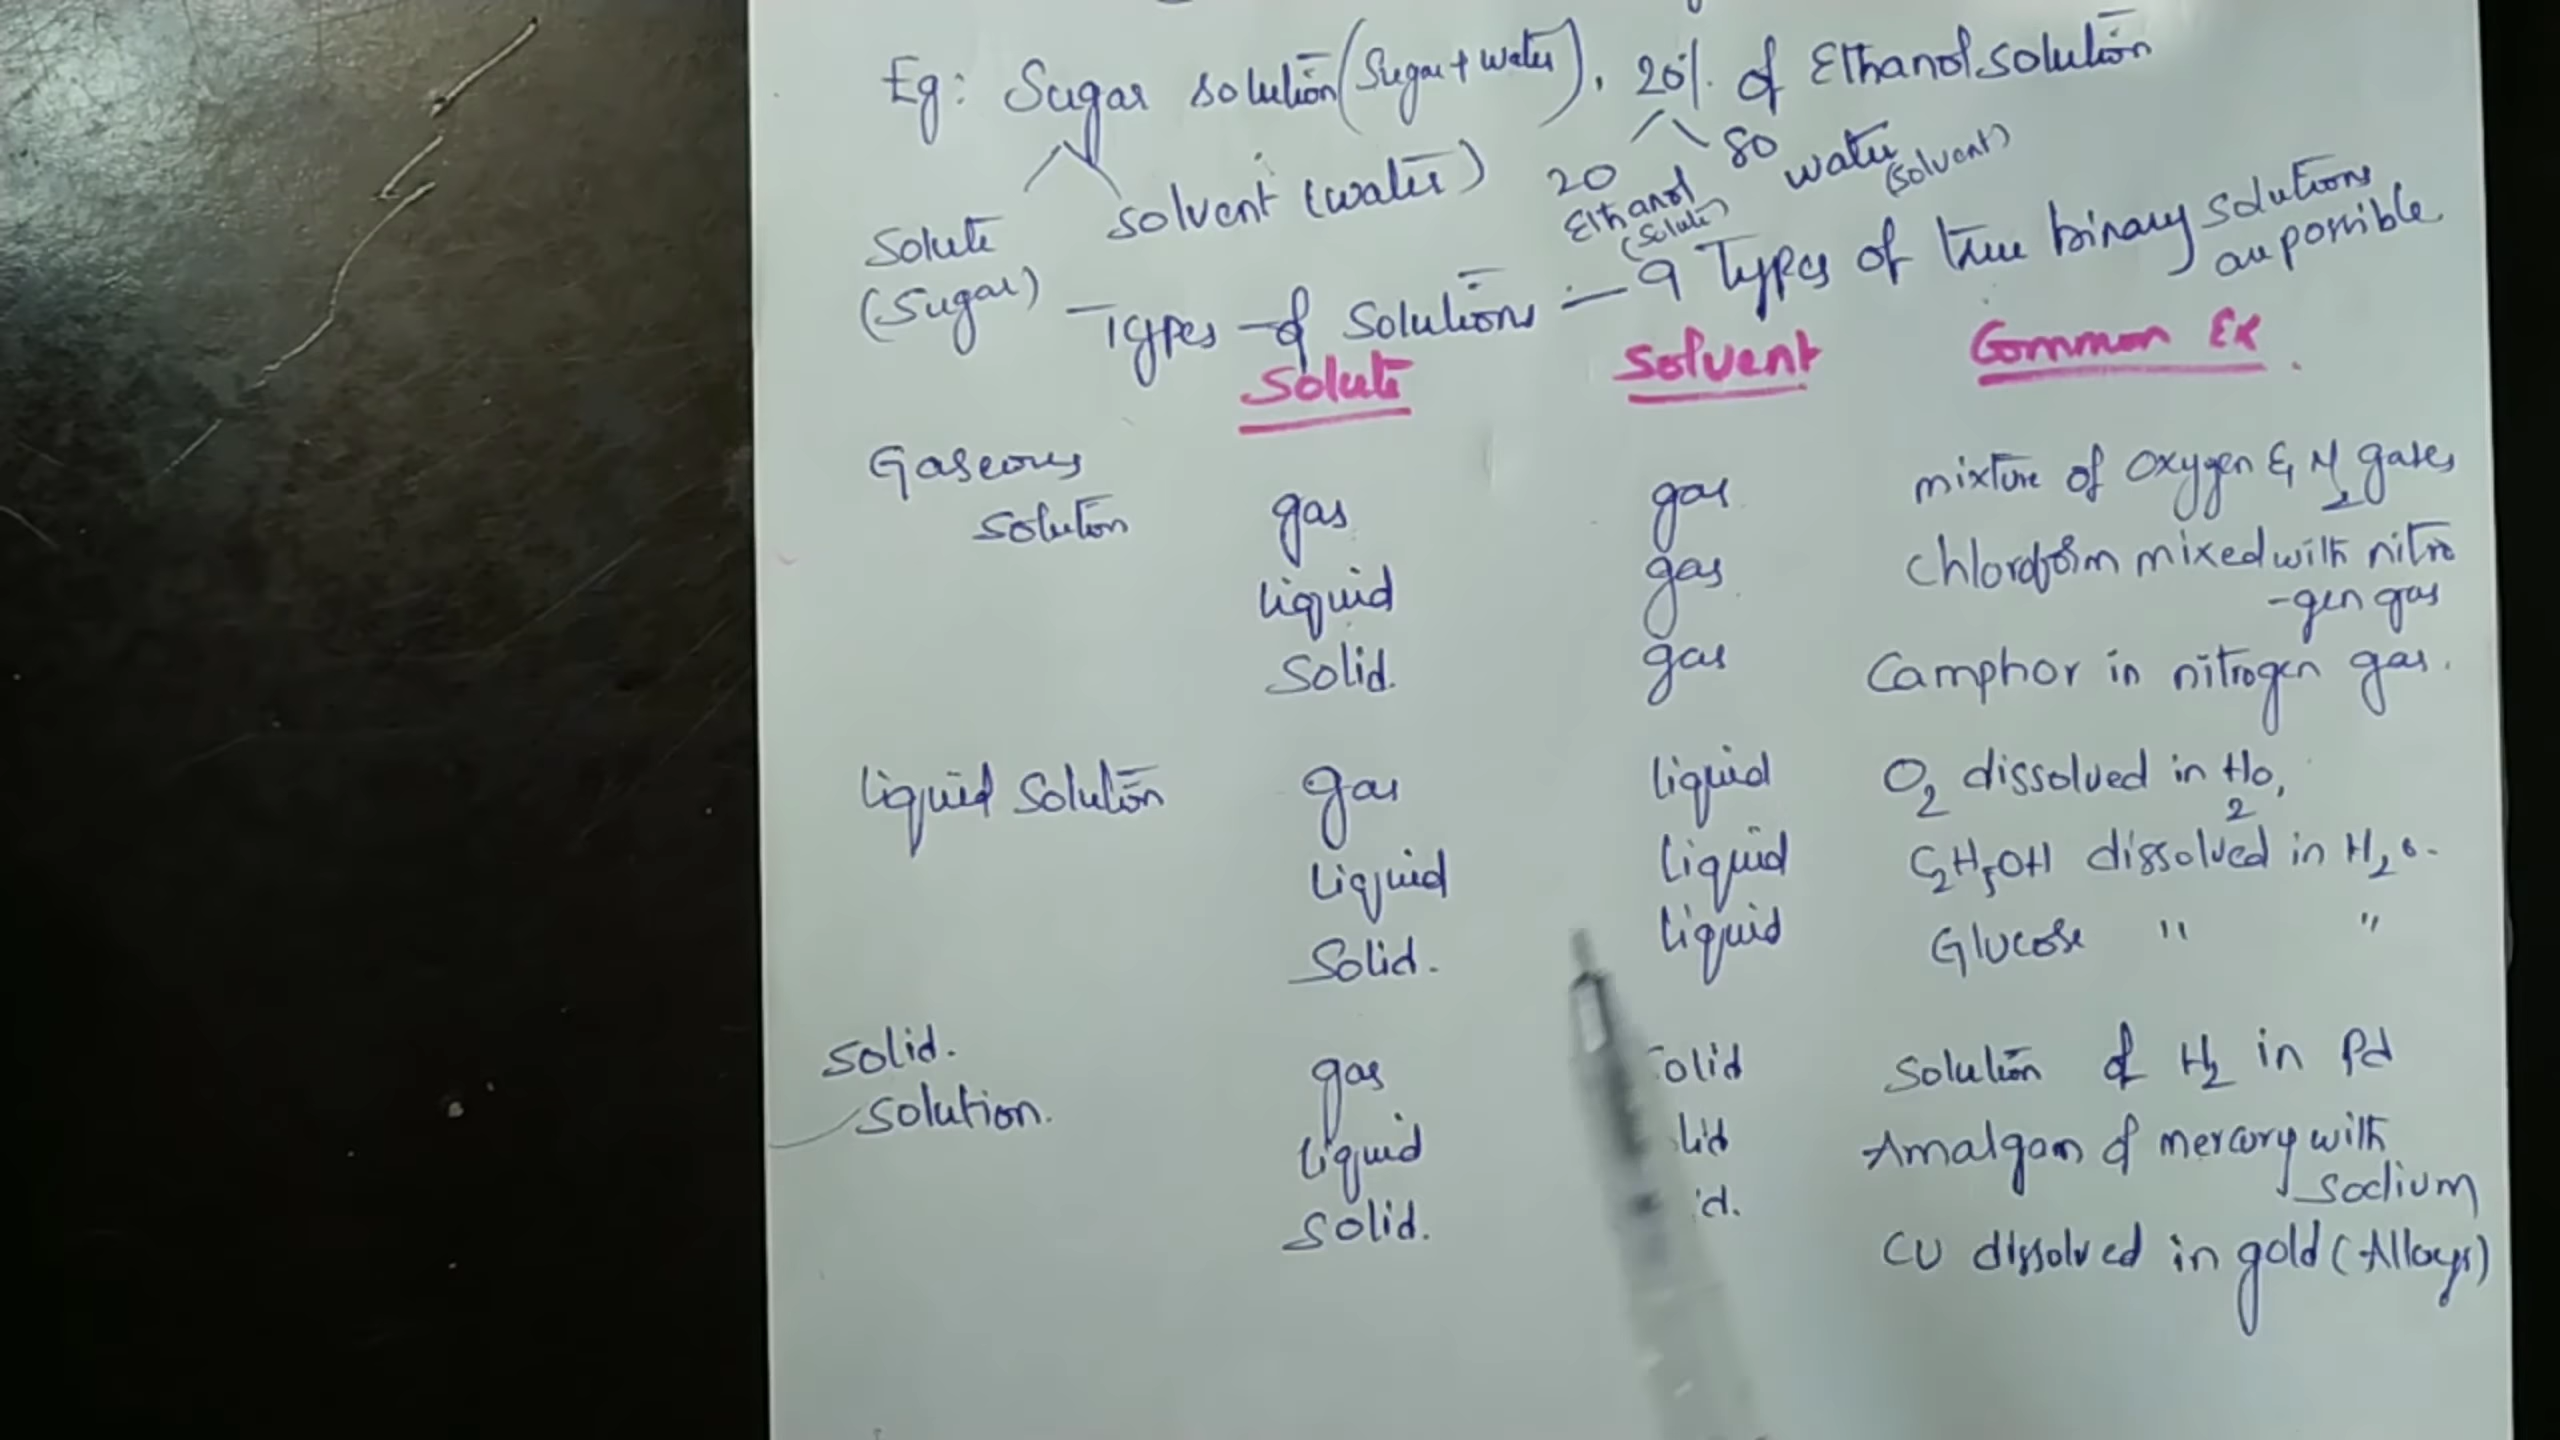 Eg: Sugar solution (Sugar + water), 20% of Ethanol solution
Solute (Sugar) solvent (water) 20 Ethanol (solute) 80 water (solvent)
Types of Solutions :- 9 Types of true binary solutions are possible
Solute Solvent Common Ex.
Gaseous solution gas gas mixture of oxygen & N2 gases
liquid gas chloroform mixed with nitro-gen gas
Solid. gas Camphor in nitrogen gas.
liquid Solution gas liquid O2 dissolved in H2O,
Liquid liquid C2H5OH dissolved in H2O.
Solid. liquid Glucose " "
Solid. solution. gas olid Solution of H2 in Pd
liquid lid Amalgam of mercury with sodium
Solid. id. CU dissolved in gold (Alloys)